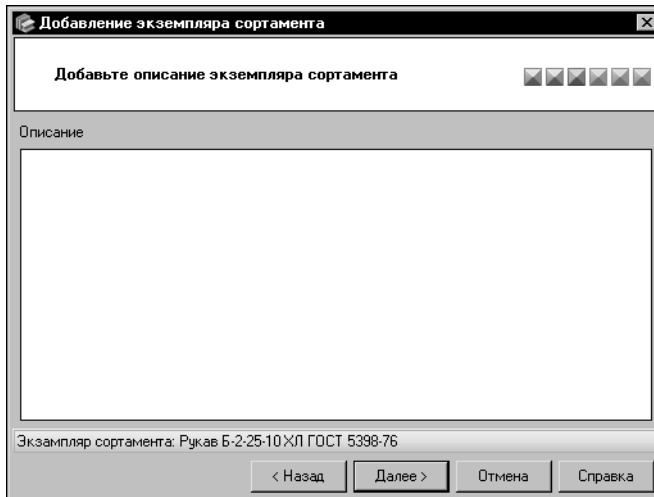 Добавление экземпляра сортамента
Добавьте описание экземпляра сортамента
Описание
Экзампляр сортамента: Рукав Б-2-25-10 ХЛ ГОСТ 5398-76
< Назад
Далее >
Отмена
Справка